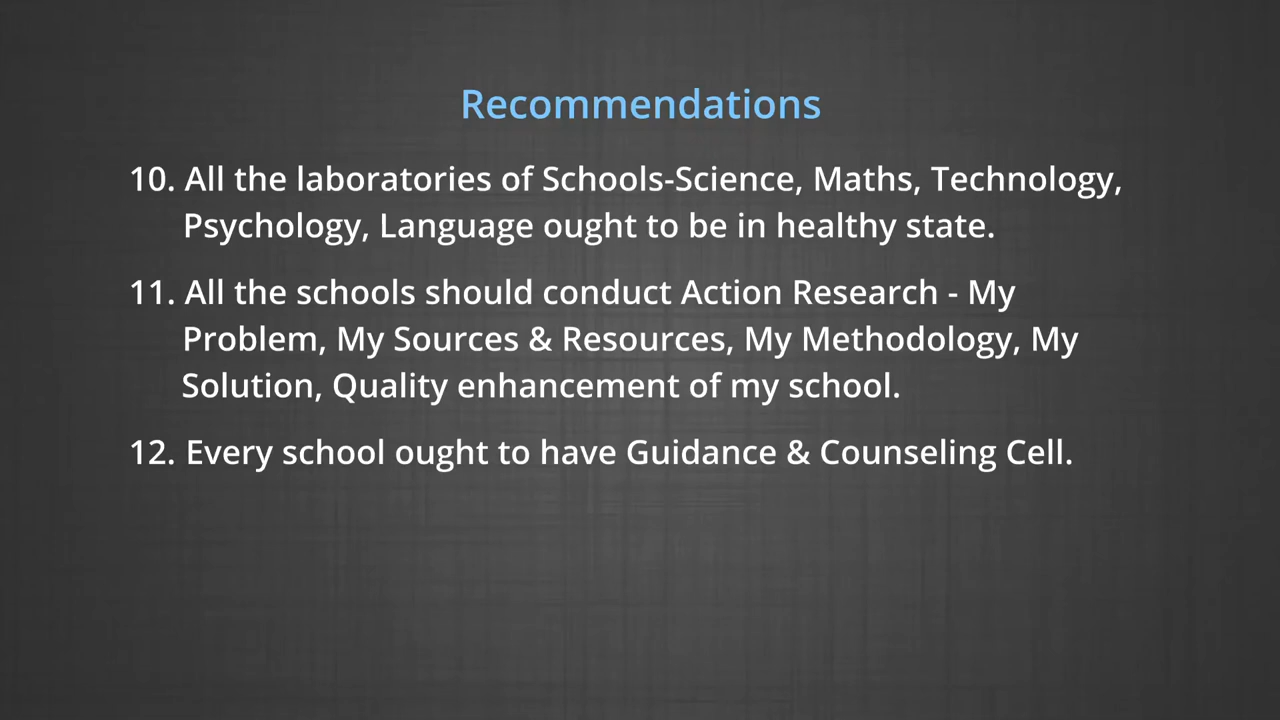 Recommendations
10. All the laboratories of Schools-Science, Maths, Technology,
Psychology, Language ought to be in healthy state.
11. All the schools should conduct Action Research - My
Problem, My Sources & Resources, My Methodology, My
Solution, Quality enhancement of my school.
12. Every school ought to have Guidance & Counseling Cell.